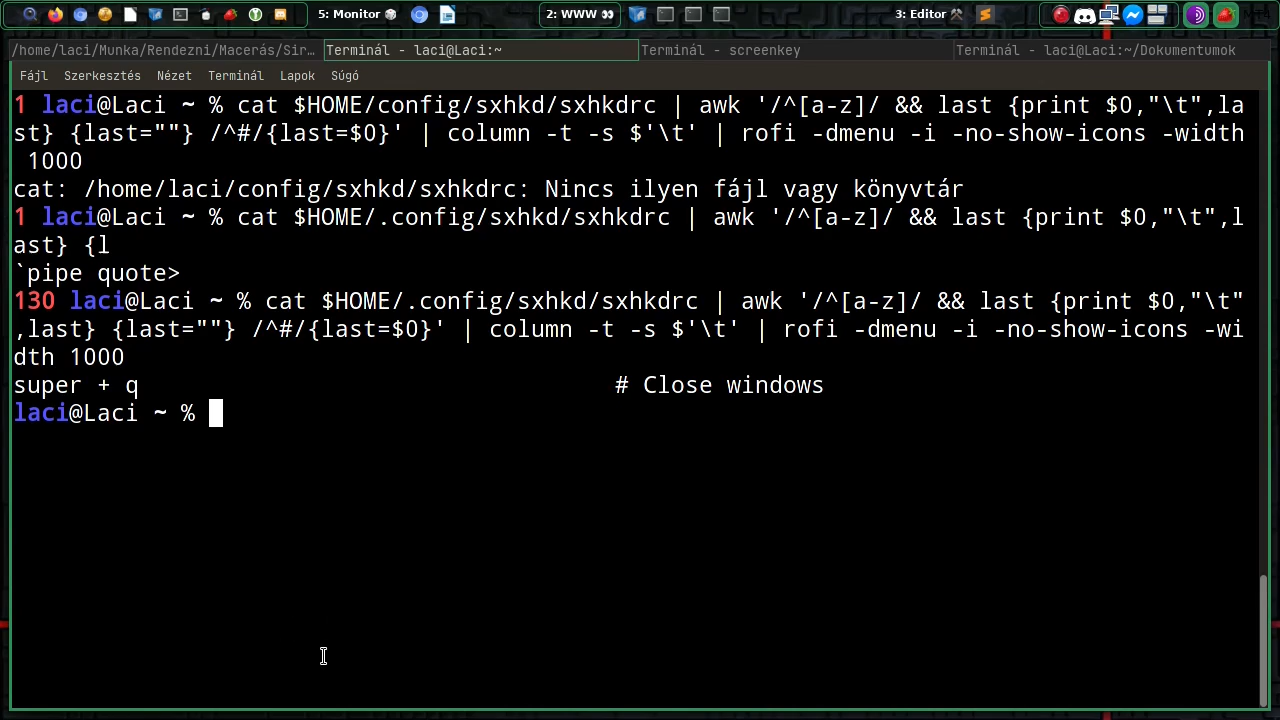 5: Monitor
2: WWW
3: Editor
/home/laci/Munka/Rendezni/Macerás/Sir…
Terminál - laci@Laci:~
Terminál - screenkey
Terminál - laci@Laci:~/Dokumentumok
Fájl Szerkesztés Nézet Terminál Lapok Súgó
1 laci@Laci ~ % cat $HOME/config/sxhkd/sxhkdrc | awk '/^[a-z]/ && last {print $0,"\t",la
st} {last=""} /^#/{last=$0}' | column -t -s $'\t' | rofi -dmenu -i -no-show-icons -width
1000
cat: /home/laci/config/sxhkd/sxhkdrc: Nincs ilyen fájl vagy könyvtár
1 laci@Laci ~ % cat $HOME/.config/sxhkd/sxhkdrc | awk '/^[a-z]/ && last {print $0,"\t",l
ast} {l
`pipe quote>
130 laci@Laci ~ % cat $HOME/.config/sxhkd/sxhkdrc | awk '/^[a-z]/ && last {print $0,"\t"
,last} {last=""} /^#/{last=$0}' | column -t -s $'\t' | rofi -dmenu -i -no-show-icons -wi
dth 1000
super + q # Close windows
laci@Laci ~ %